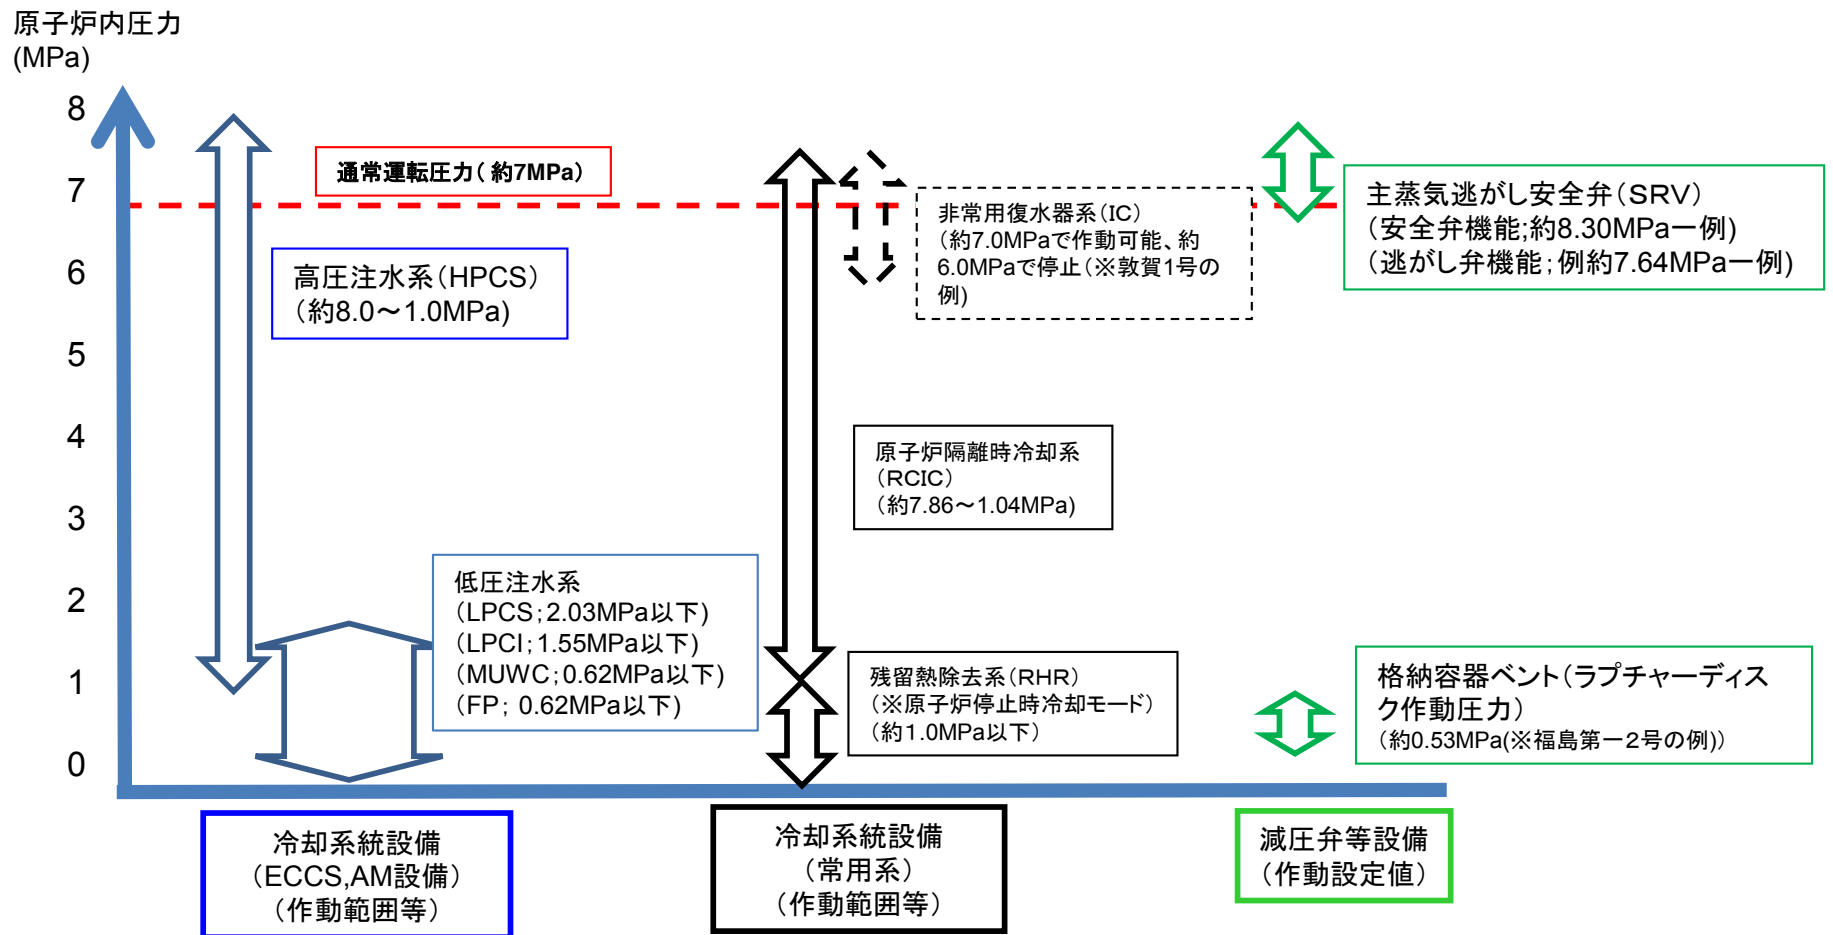 原子炉内圧力
(MPa)
8
7
6
5
4
3
2
1
0
通常運転圧力（約7MPa）
高圧注水系（HPCS）
（約8.0～1.0MPa)
低圧注水系
（LPCS；2.03MPa以下)
（LPCI；1.55MPa以下)
（MUWC；0.62MPa以下)
（FP； 0.62MPa以下)
非常用復水器系（IC）
（約7.0MPaで作動可能、約
6.0MPaで停止（※敦賀1号の
例)
原子炉隔離時冷却系
（RCIC）
（約7.86～1.04MPa)
残留熱除去系（RHR）
（※原子炉停止時冷却モード）
（約1.0MPa以下）
主蒸気逃がし安全弁（SRV）
（安全弁機能;約8.30MPa一例)
（逃がし弁機能；例約7.64MPa一例)
格納容器ベント（ラプチャーディス
ク作動圧力）
（約0.53MPa(※福島第一2号の例)）
冷却系統設備
（ECCS,AM設備）
（作動範囲等）
冷却系統設備
（常用系）
（作動範囲等）
減圧弁等設備
（作動設定値）